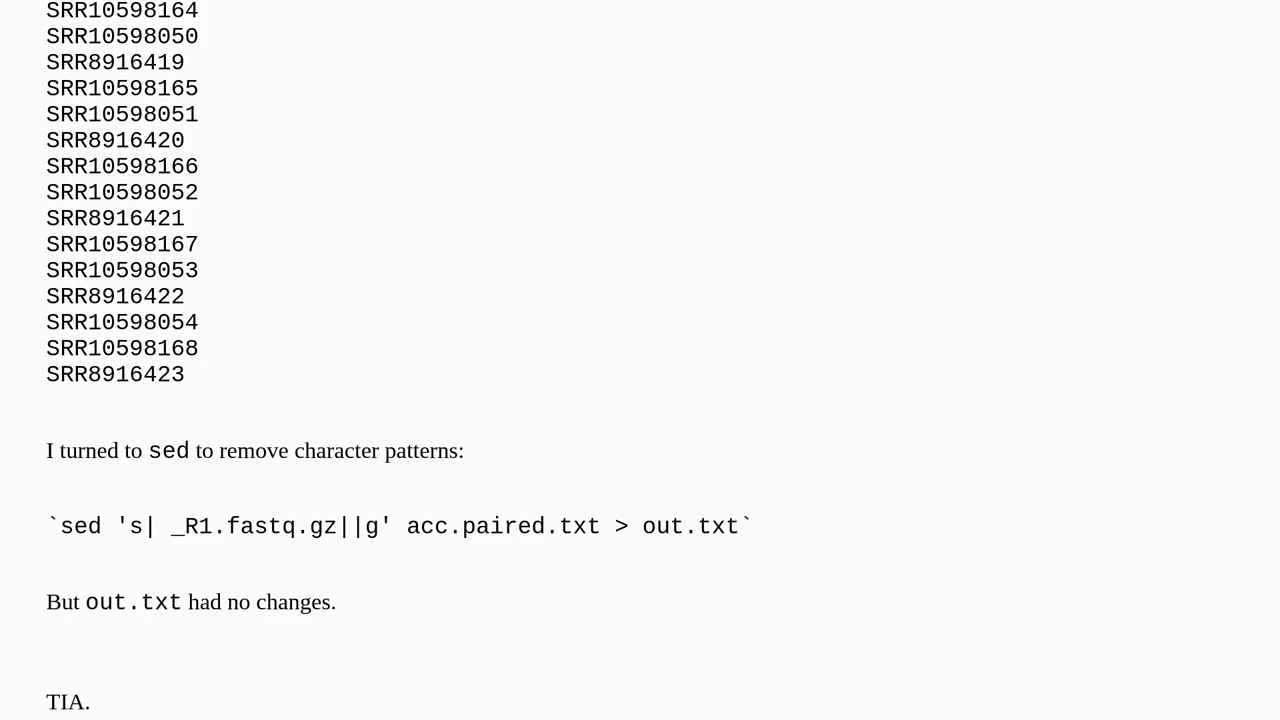 SRR10598164
SRR10598050
SRR8916419
SRR10598165
SRR10598051
SRR8916420
SRR10598166
SRR10598052
SRR8916421
SRR10598167
SRR10598053
SRR8916422
SRR10598054
SRR10598168
SRR8916423
I turned to sed to remove character patterns:
`sed 's| _R1.fastq.gz||g' acc.paired.txt > out.txt`
But out.txt had no changes.
TIA.